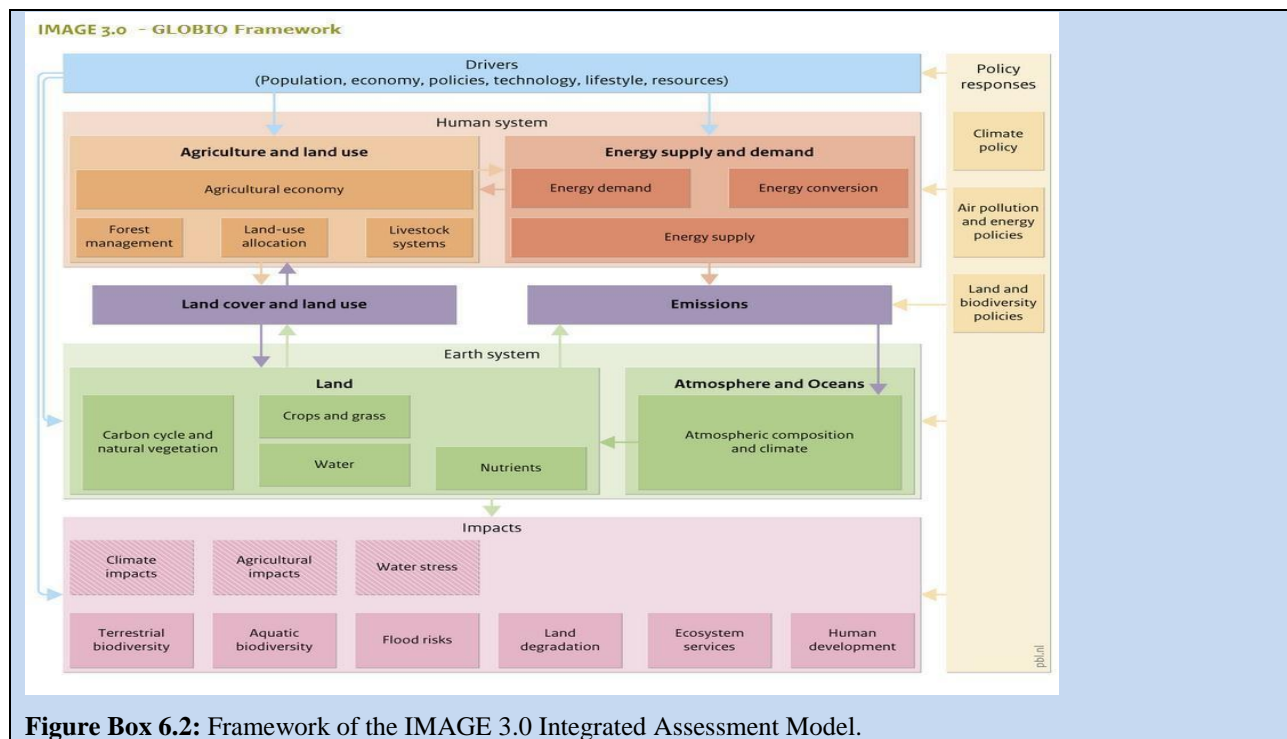 IMAGE 3.0 - GLOBIO Framework
Drivers
(Population, economy, policies, technology, lifestyle, resources)
Policy
responses
Human system
Agriculture and land use
Agricultural economy
Forest
management
Land-use
allocation
Livestock
systems
Energy supply and demand
Energy demand
Energy conversion
Energy supply
Climate
policy
Air pollution
and energy
policies
Land and
biodiversity
policies
Land cover and land use
Emissions
Earth system
Land
Carbon cycle and
natural vegetation
Crops and grass
Water
Nutrients
Atmosphere and Oceans
Atmospheric composition
and climate
Impacts
Climate
impacts
Agricultural
impacts
Water stress
Terrestrial
biodiversity
Aquatic
biodiversity
Flood risks
Land
degradation
Ecosystem
services
Human
development
pbl.nl
Figure Box 6.2: Framework of the IMAGE 3.0 Integrated Assessment Model.